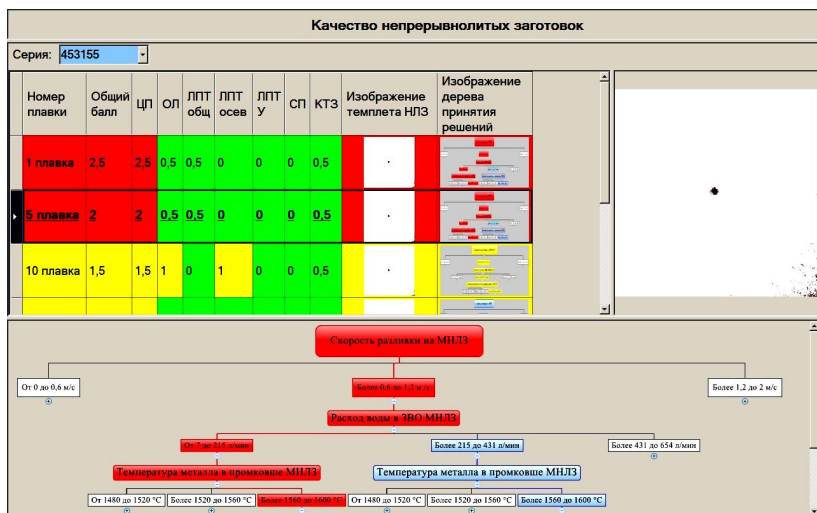 Качество непрерывнолитых заготовок
Серия: 453155
Номер плавки Общий балл ЦП ОЛ ЛПТ общ ЛПТ осев ЛПТ У СП КТЗ Изображение темплета НЛЗ Изображение дерева принятия решений
1 плавка 2,5 2,5 0,5 0,5 0 0 0 0,5
5 плавка 2 2 0,5 0,5 0 0 0 0,5
10 плавка 1,5 1,5 1 0 1 0 0 0,5
Скорость разливки на МНЛЗ
От 0 до 0,6 м/с Более 0,6 до 1,2 м/с Более 1,2 до 2 м/с
Расход воды в ЗВО МНЛЗ
От 7 до 215 л/мин Более 215 до 431 л/мин Более 431 до 654 л/мин
Температура металла в промковше МНЛЗ Температура металла в промковше МНЛЗ
От 1480 до 1520 °C Более 1520 до 1560 °C Более 1560 до 1600 °C От 1480 до 1520 °C Более 1520 до 1560 °C Более 1560 до 1600 °C